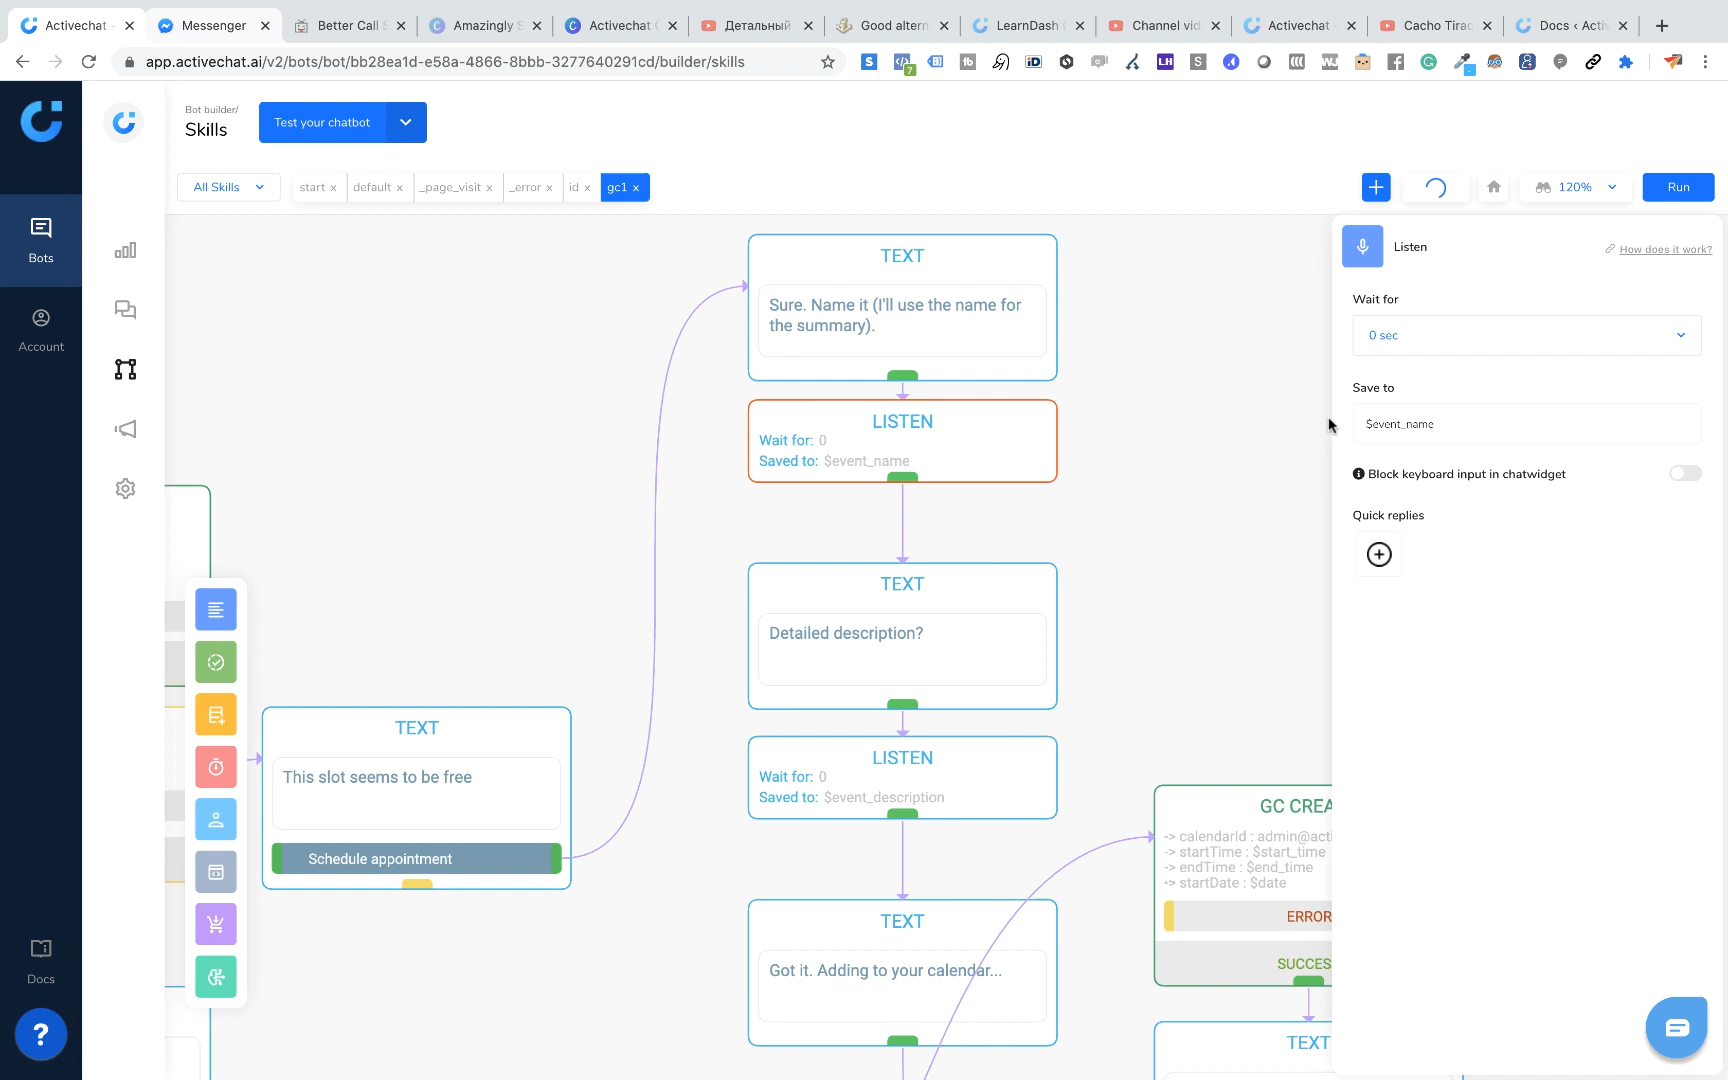 Activechat -
Messenger
Better Call S
Amazingly S
Activechat C
Детальный
Good altern
LearnDash
Channel vid
Activechat -
Cacho Tirao
Docs ‹ Activ
app.activechat.ai/v2/bots/bot/bb28ea1d-e58a-4866-8bbb-3277640291cd/builder/skills
7
Bot builder/
Skills
Test your chatbot
All Skills
start ×
default ×
_page_visit ×
_error ×
id ×
gc1 ×
120%
Run
Bots
Account
Docs
?
TEXT
Sure. Name it (I'll use the name for
the summary).
LISTEN
Wait for: 0
Saved to: $event_name
TEXT
Detailed description?
LISTEN
Wait for: 0
Saved to: $event_description
TEXT
Got it. Adding to your calendar...
TEXT
This slot seems to be free
Schedule appointment
GC CREA
-> calendarId : admin@acti
-> startTime : $start_time
-> endTime : $end_time
-> startDate : $date
ERROR
SUCCES
TEXT
Listen
How does it work?
Wait for
0 sec
Save to
$event_name
Block keyboard input in chatwidget
Quick replies